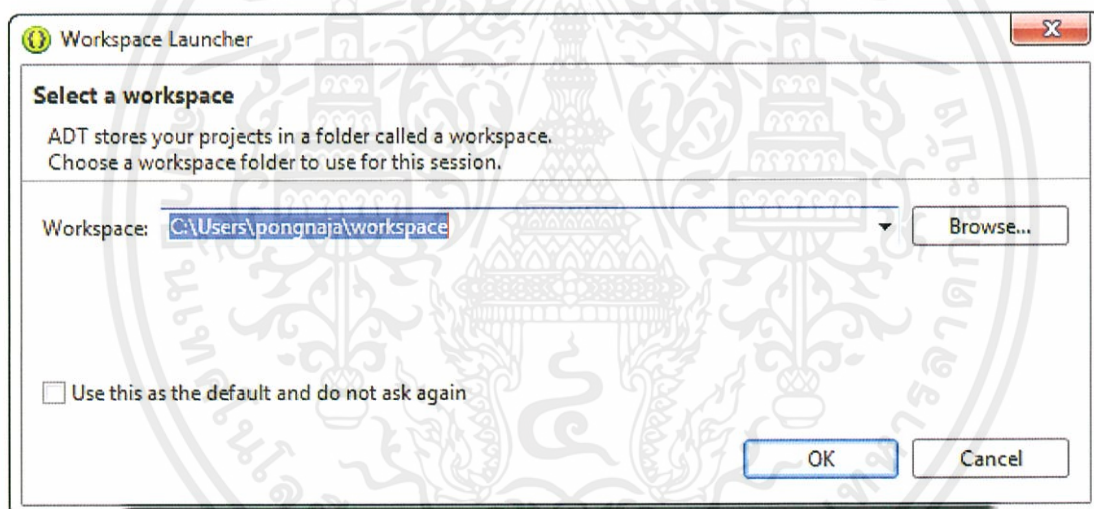 Workspace Launcher
Select a workspace
ADT stores your projects in a folder called a workspace.
Choose a workspace folder to use for this session.
Workspace: C:\Users\pongnaja\workspace Browse...
Use this as the default and do not ask again
OK Cancel